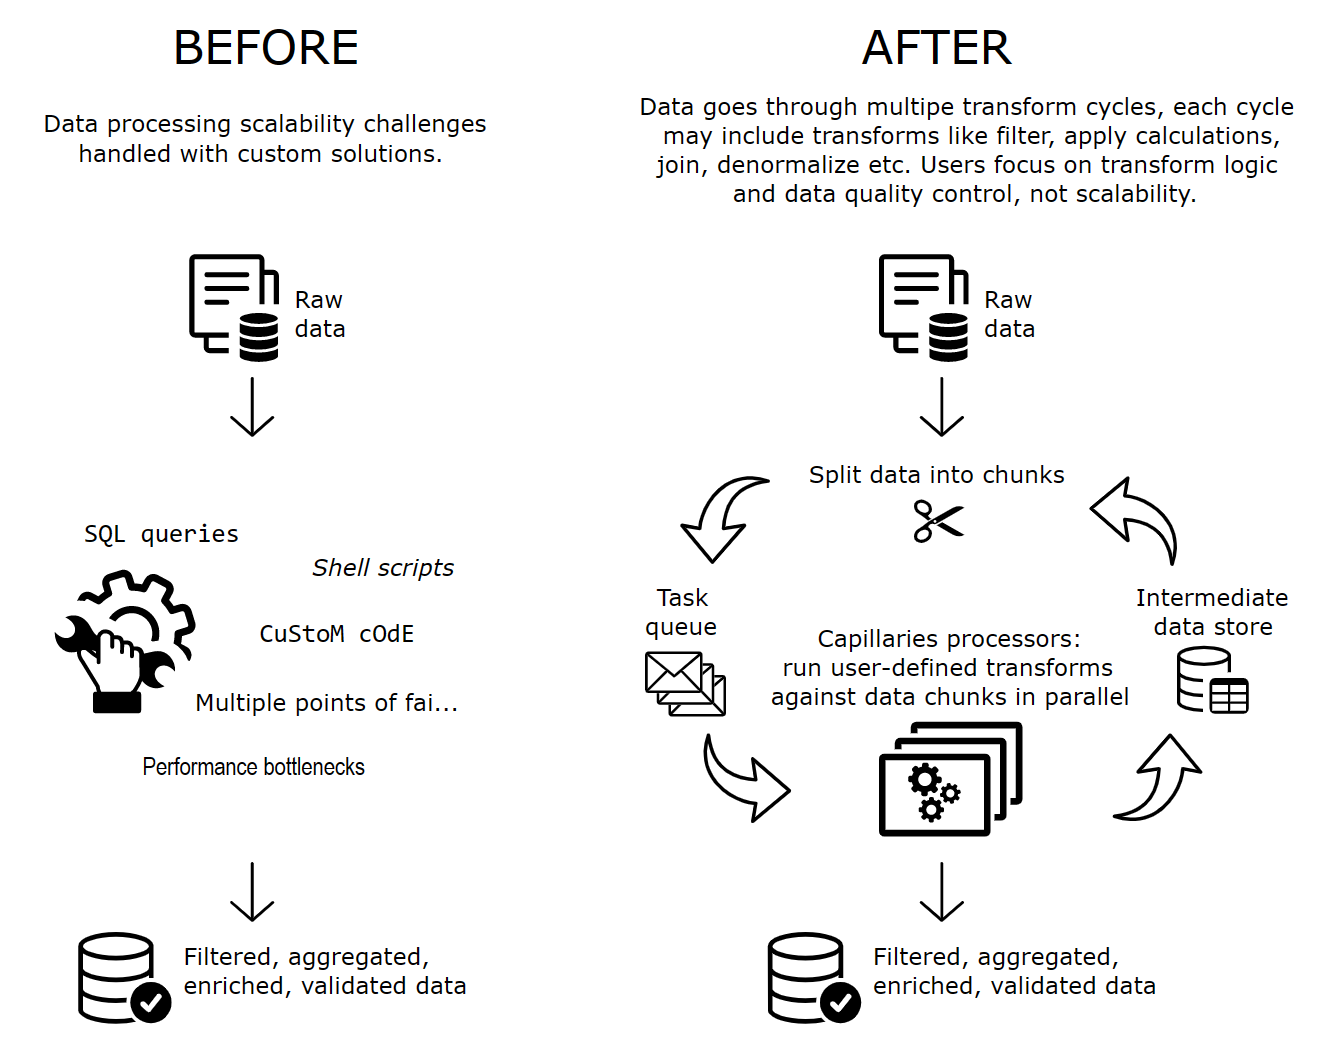 BEFORE
Data processing scalability challenges
handled with custom solutions.
Raw
data
SQL queries
Shell scripts
CuStoM cOdE
Multiple points of fai...
Performance bottlenecks
Filtered, aggregated,
enriched, validated data
AFTER
Data goes through multipe transform cycles, each cycle
may include transforms like filter, apply calculations,
join, denormalize etc. Users focus on transform logic
and data quality control, not scalability.
Raw
data
Split data into chunks
Task
queue
Capillaries processors:
run user-defined transforms
against data chunks in parallel
Intermediate
data store
Filtered, aggregated,
enriched, validated data